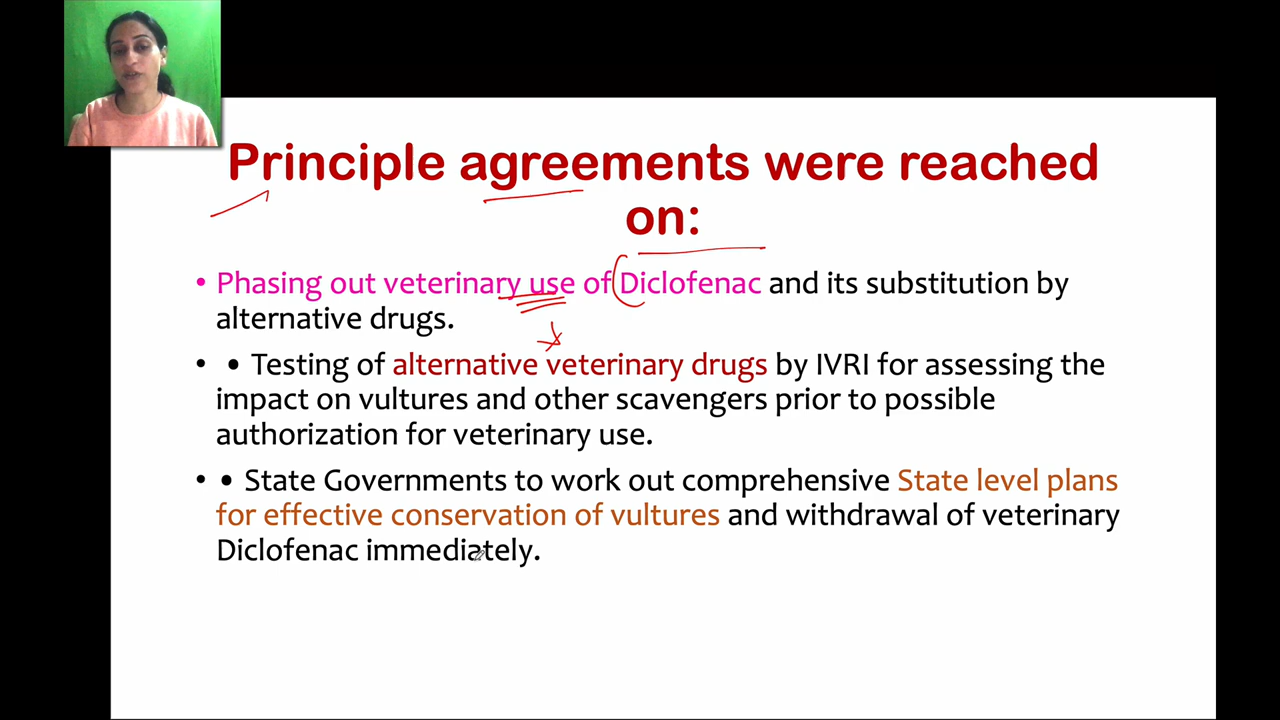 Principle agreements were reached
on:
• Phasing out veterinary use of Diclofenac and its substitution by
alternative drugs.
• • Testing of alternative veterinary drugs by IVRI for assessing the
impact on vultures and other scavengers prior to possible
authorization for veterinary use.
• • State Governments to work out comprehensive State level plans
for effective conservation of vultures and withdrawal of veterinary
Diclofenac immediately.